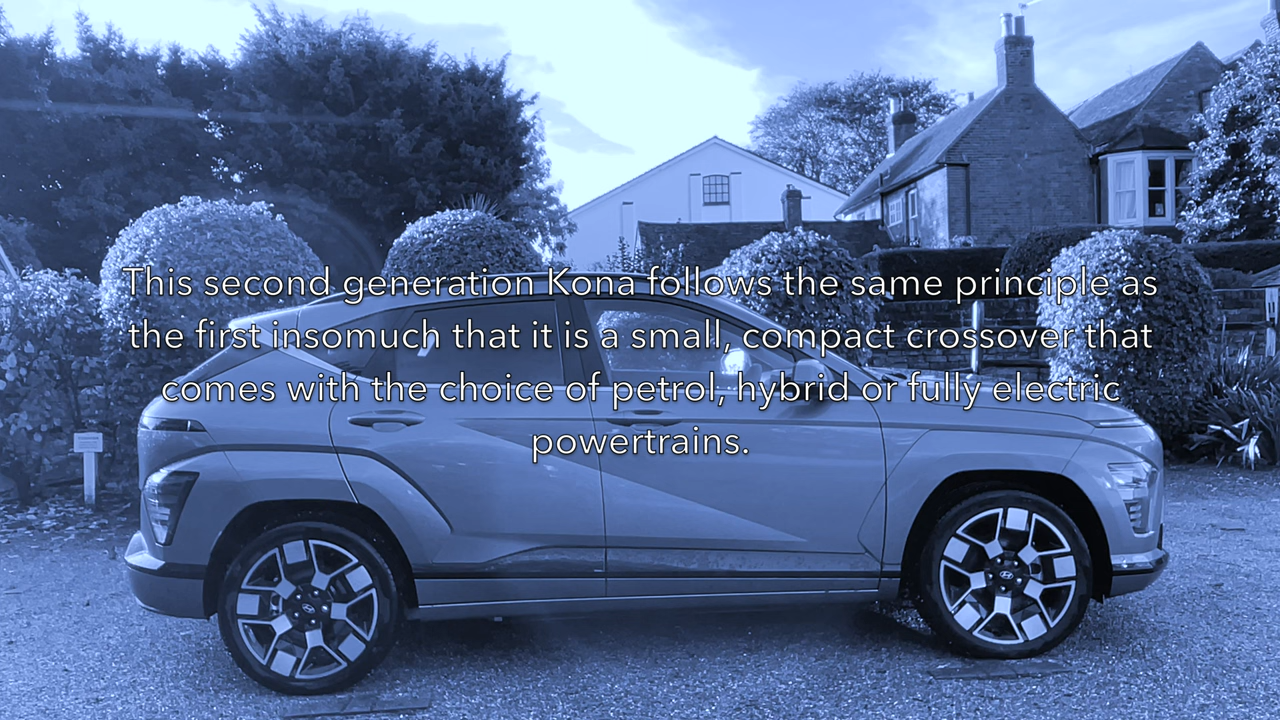 This second generation Kona follows the same principle as
the first insomuch that it is a small, compact crossover that
comes with the choice of petrol, hybrid or fully electric
powertrains.